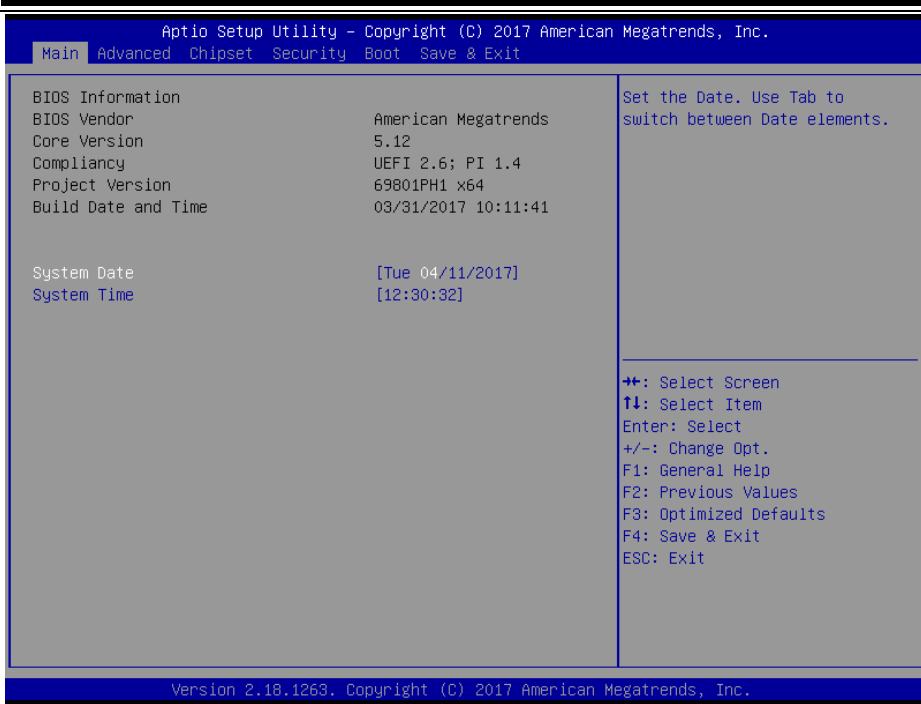 Aptio Setup Utility – Copyright (C) 2017 American Megatrends, Inc.
Main Advanced Chipset Security Boot Save & Exit
BIOS Information
BIOS Vendor American Megatrends
Core Version 5.12
Compliancy UEFI 2.6; PI 1.4
Project Version 69801PH1 x64
Build Date and Time 03/31/2017 10:11:41
System Date [Tue 04/11/2017]
System Time [12:30:32]
Set the Date. Use Tab to
switch between Date elements.
→←: Select Screen
↑↓: Select Item
Enter: Select
+/-: Change Opt.
F1: General Help
F2: Previous Values
F3: Optimized Defaults
F4: Save & Exit
ESC: Exit
Version 2.18.1263. Copyright (C) 2017 American Megatrends, Inc.